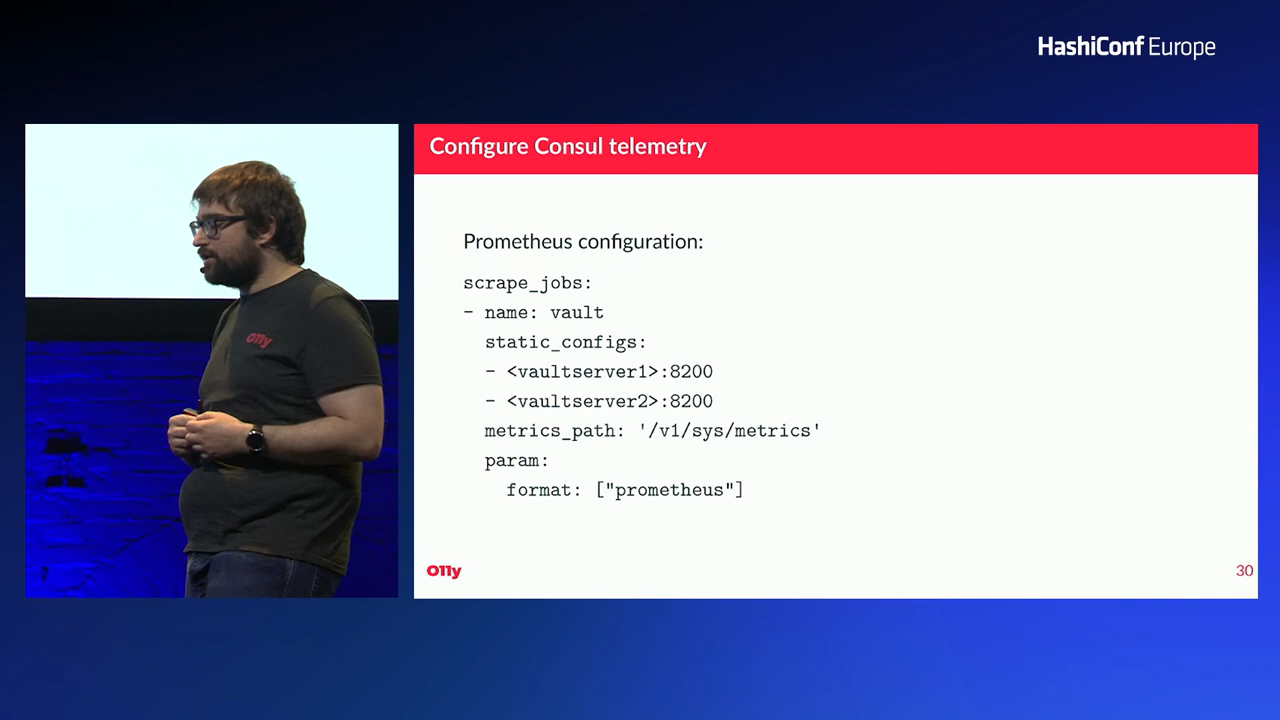 HashiConf Europe
Configure Consul telemetry
Prometheus configuration:
scrape_jobs:
- name: vault
  static_configs:
  - <vaultserver1>:8200
  - <vaultserver2>:8200
  metrics_path: '/v1/sys/metrics'
  param:
    format: ["prometheus"]
O11y
O11y
30